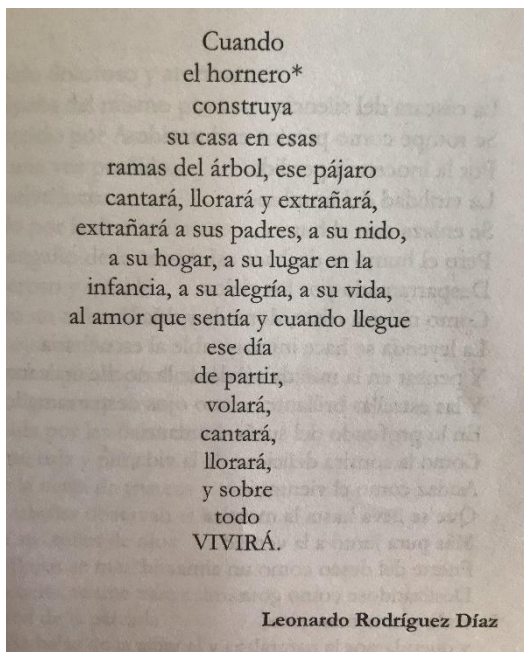 Cuando
el hornero*
construya
su casa en esas
ramas del árbol, ese pájaro
cantará, llorará y extrañará,
extrañará a sus padres, a su nido,
a su hogar, a su lugar en la
infancia, a su alegría, a su vida,
al amor que sentía y cuando llegue
ese día
de partir,
volará,
cantará,
llorará,
y sobre
todo
VIVIRÁ.
Leonardo Rodríguez Díaz